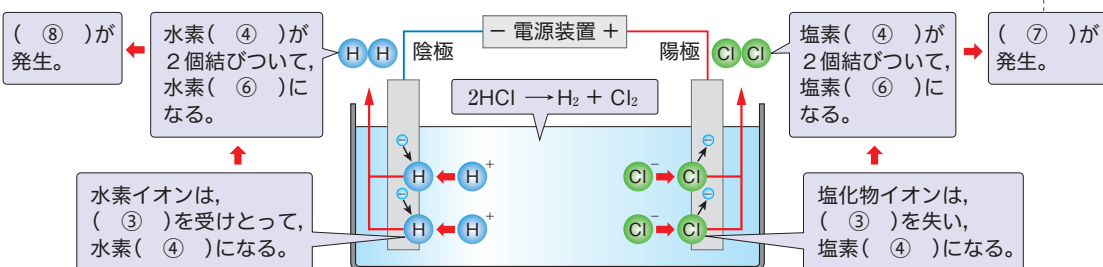 ( ⑧ )が
発生。
水素( ④ )が
2個結びついて,
水素( ⑥ )に
なる。
H H
陰極
− 電源装置 +
陽極
Cl Cl
塩素( ④ )が
2個結びついて,
塩素( ⑥ )に
なる。
( ⑦ )が
発生。
2HCl → H₂ + Cl₂
− −
H H⁺ Cl⁻ Cl
− −
H H⁺ Cl⁻ Cl
水素イオンは,
( ③ )を受けとって,
水素( ④ )になる。
塩化物イオンは,
( ③ )を失い,
塩素( ④ )になる。